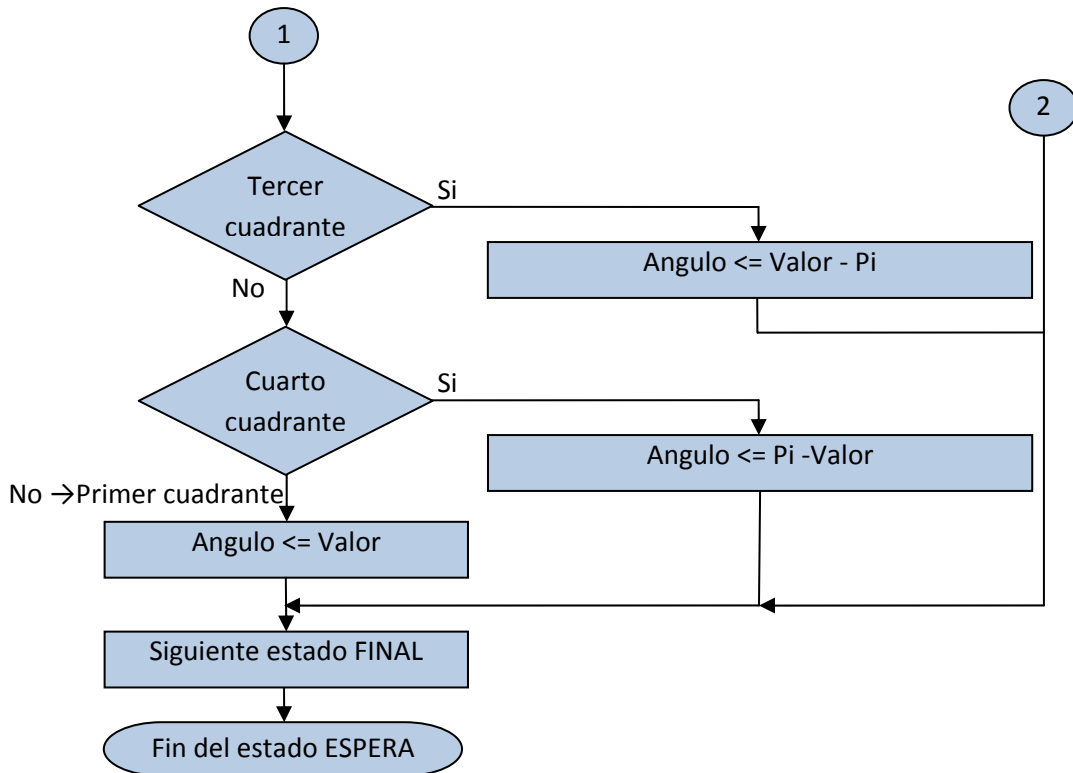 1
2
Tercer
cuadrante
Si
Angulo <= Valor - Pi
No
Cuarto
cuadrante
Si
Angulo <= Pi -Valor
No →Primer cuadrante
Angulo <= Valor
Siguiente estado FINAL
Fin del estado ESPERA